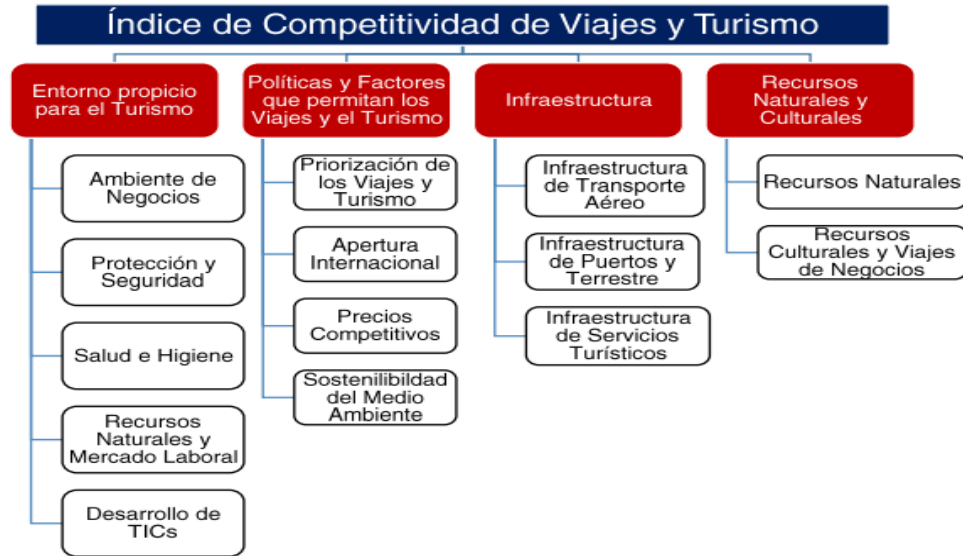 Índice de Competitividad de Viajes y Turismo
Entorno propicio
para el Turismo
Ambiente de
Negocios
Protección y
Seguridad
Salud e Higiene
Recursos
Naturales y
Mercado Laboral
Desarrollo de
TICs
Políticas y Factores
que permitan los
Viajes y el Turismo
Priorización de
los Viajes y
Turismo
Apertura
Internacional
Precios
Competitivos
Sostenilibildad
del Medio
Ambiente
Infraestructura
Infraestructura
de Transporte
Aéreo
Infraestructura
de Puertos y
Terrestre
Infraestructura
de Servicios
Turísticos
Recursos
Naturales y
Culturales
Recursos Naturales
Recursos
Culturales y Viajes
de Negocios